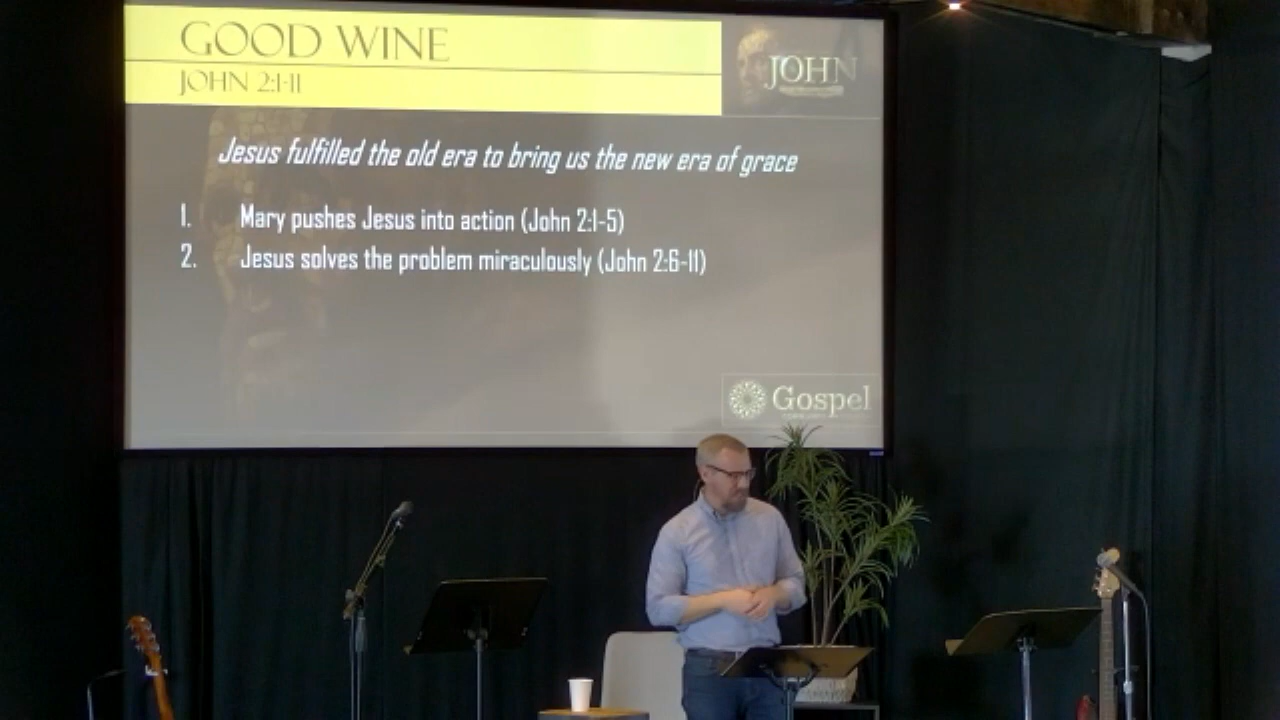 GOOD WINE
JOHN 2:1-11
JOHN
Jesus fulfilled the old era to bring us the new era of grace
1. Mary pushes Jesus into action (John 2:1-5)
2. Jesus solves the problem miraculously (John 2:6-11)
Gospel